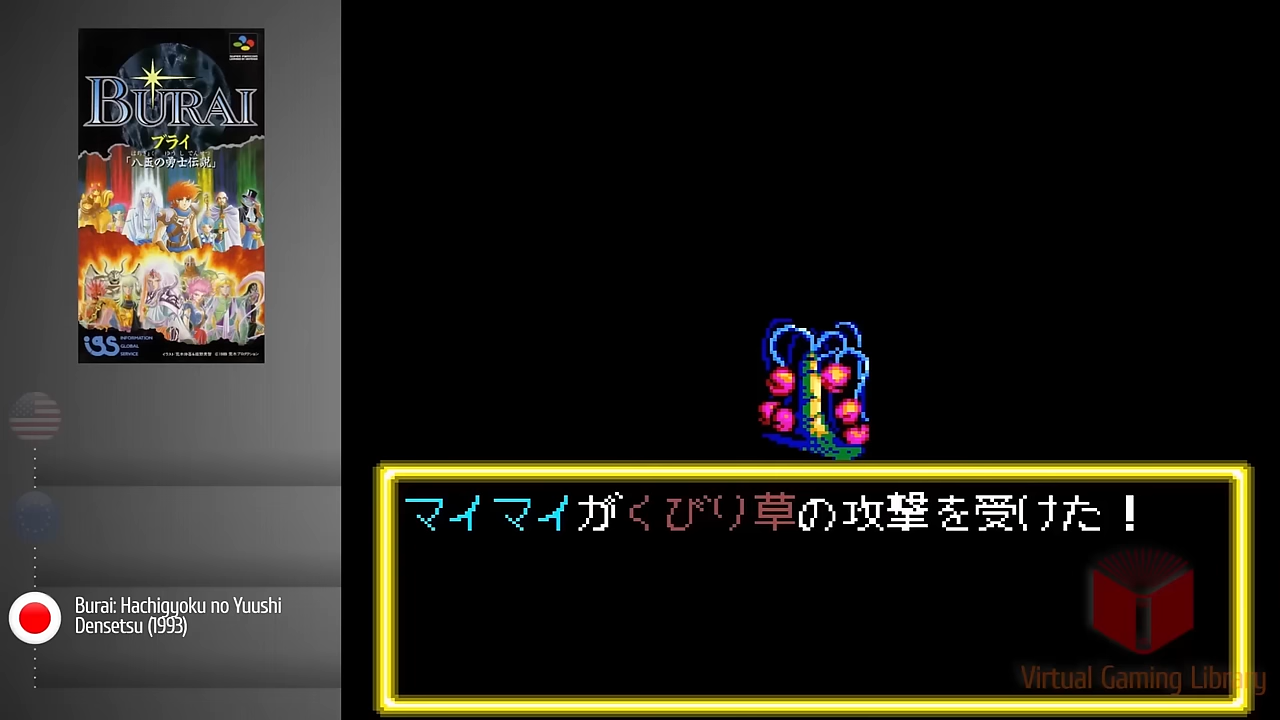 BURAI
ブライ
「八玉の勇士伝説」
iGS INFORMATION
GLOBAL
SERVICE
Burai: Hachigyoku no Yuushi
Densetsu (1993)
マイマイがくびり草の攻撃を受けた！
Virtual Gaming Library